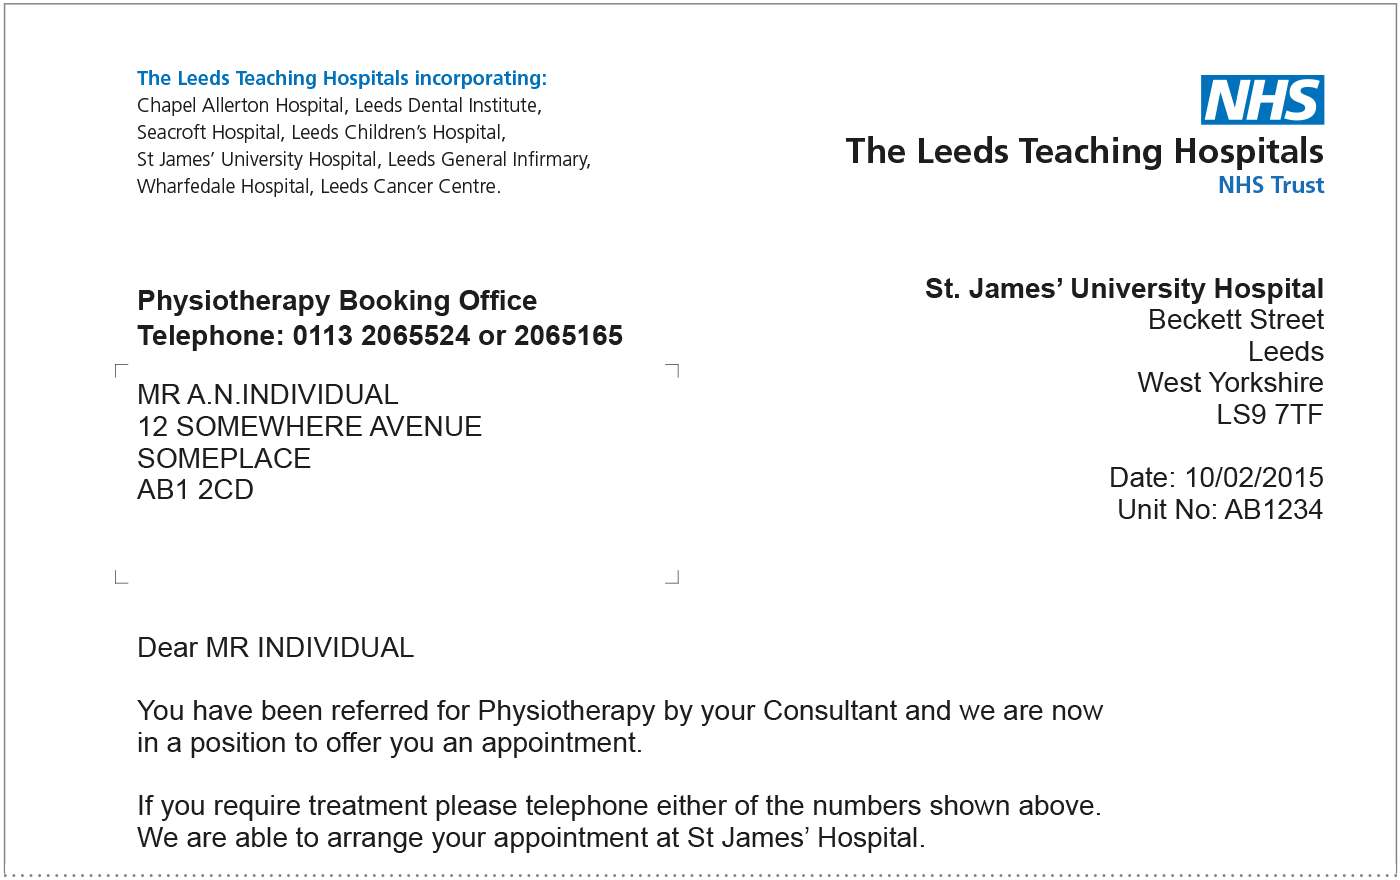 The Leeds Teaching Hospitals incorporating:
Chapel Allerton Hospital, Leeds Dental Institute,
Seacroft Hospital, Leeds Children’s Hospital,
St James’ University Hospital, Leeds General Infirmary,
Wharfedale Hospital, Leeds Cancer Centre.
NHS
The Leeds Teaching Hospitals
NHS Trust
Physiotherapy Booking Office
Telephone: 0113 2065524 or 2065165
MR A.N.INDIVIDUAL
12 SOMEWHERE AVENUE
SOMEPLACE
AB1 2CD
St. James’ University Hospital
Beckett Street
Leeds
West Yorkshire
LS9 7TF
Date: 10/02/2015
Unit No: AB1234
Dear MR INDIVIDUAL
You have been referred for Physiotherapy by your Consultant and we are now
in a position to offer you an appointment.
If you require treatment please telephone either of the numbers shown above.
We are able to arrange your appointment at St James’ Hospital.